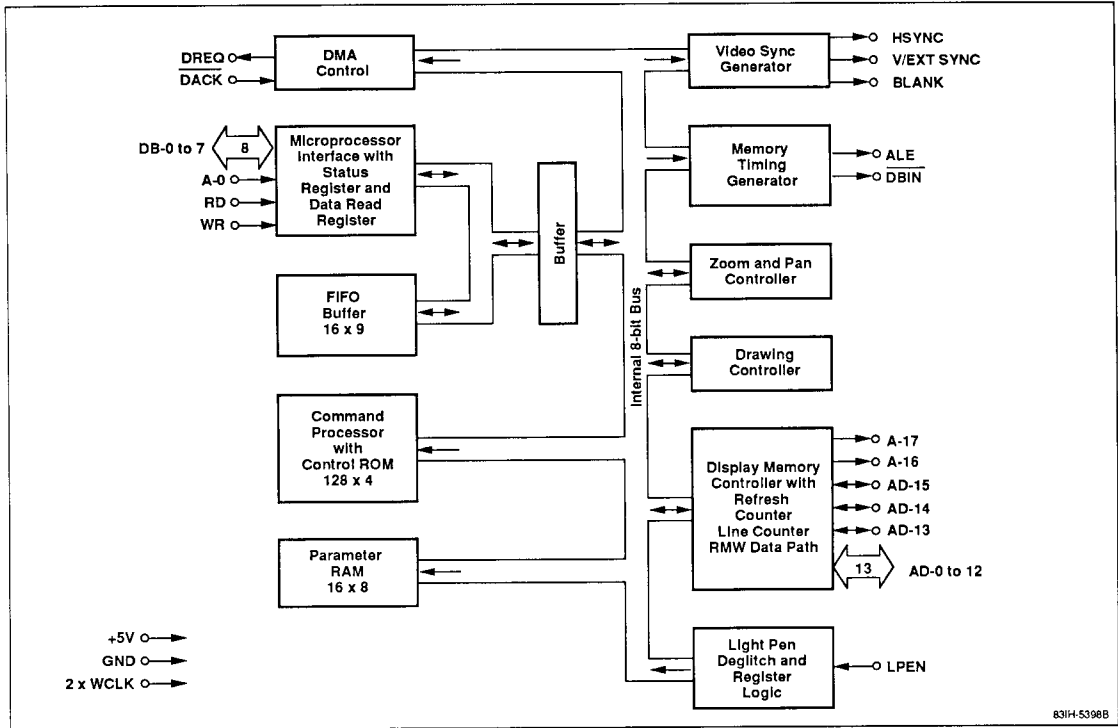 DREQ
DACK
DMA
Control
DB-0 to 7
8
A-0
RD
WR
Microprocessor
Interface with
Status
Register and
Data Read
Register
FIFO
Buffer
16 x 9
Command
Processor
with
Control ROM
128 x 4
Parameter
RAM
16 x 8
+5V
GND
2 x WCLK
Buffer
Internal 8-bit Bus
Video Sync
Generator
HSYNC
V/EXT SYNC
BLANK
Memory
Timing
Generator
ALE
DBIN
Zoom and Pan
Controller
Drawing
Controller
Display Memory
Controller with
Refresh
Counter
Line Counter
RMW Data Path
A-17
A-16
AD-15
AD-14
AD-13
13
AD-0 to 12
Light Pen
Deglitch and
Register
Logic
LPEN
83IH-5398B